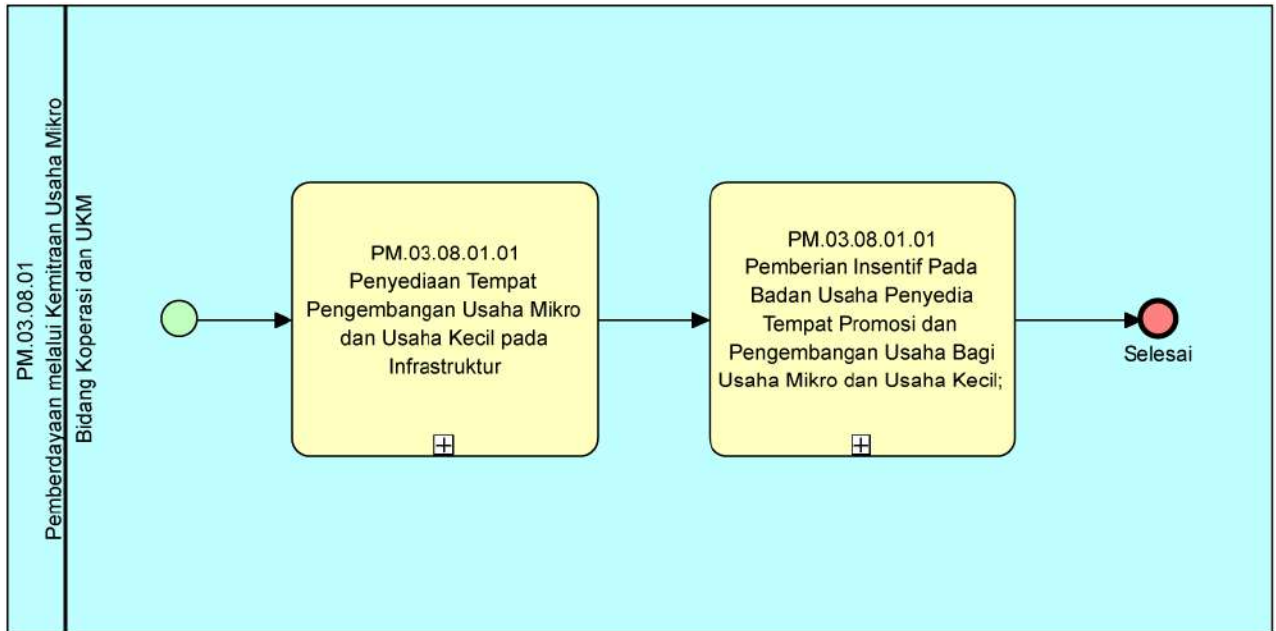 PM.03.08.01
Pemberdayaan melalui Kemitraan Usaha Mikro
Bidang Koperasi dan UKM
PM.03.08.01.01
Penyediaan Tempat
Pengembangan Usaha Mikro
dan Usaha Kecil pada
Infrastruktur
PM.03.08.01.01
Pemberian Insentif Pada
Badan Usaha Penyedia
Tempat Promosi dan
Pengembangan Usaha Bagi
Usaha Mikro dan Usaha Kecil;
Selesai